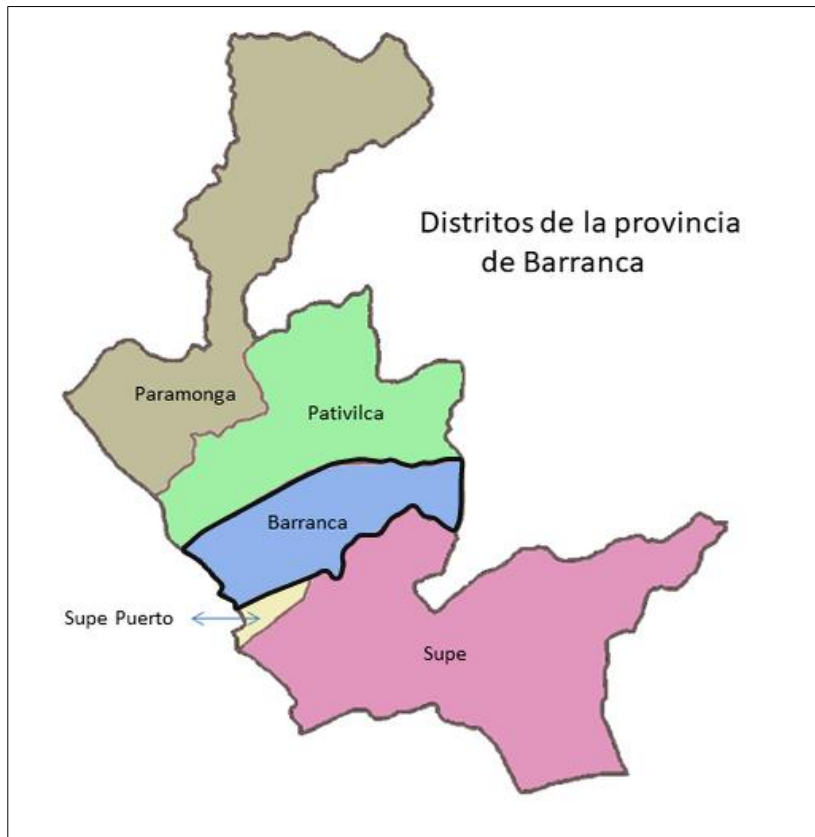 Distritos de la provincia
de Barranca
Paramonga
Pativilca
Barranca
Supe Puerto
Supe